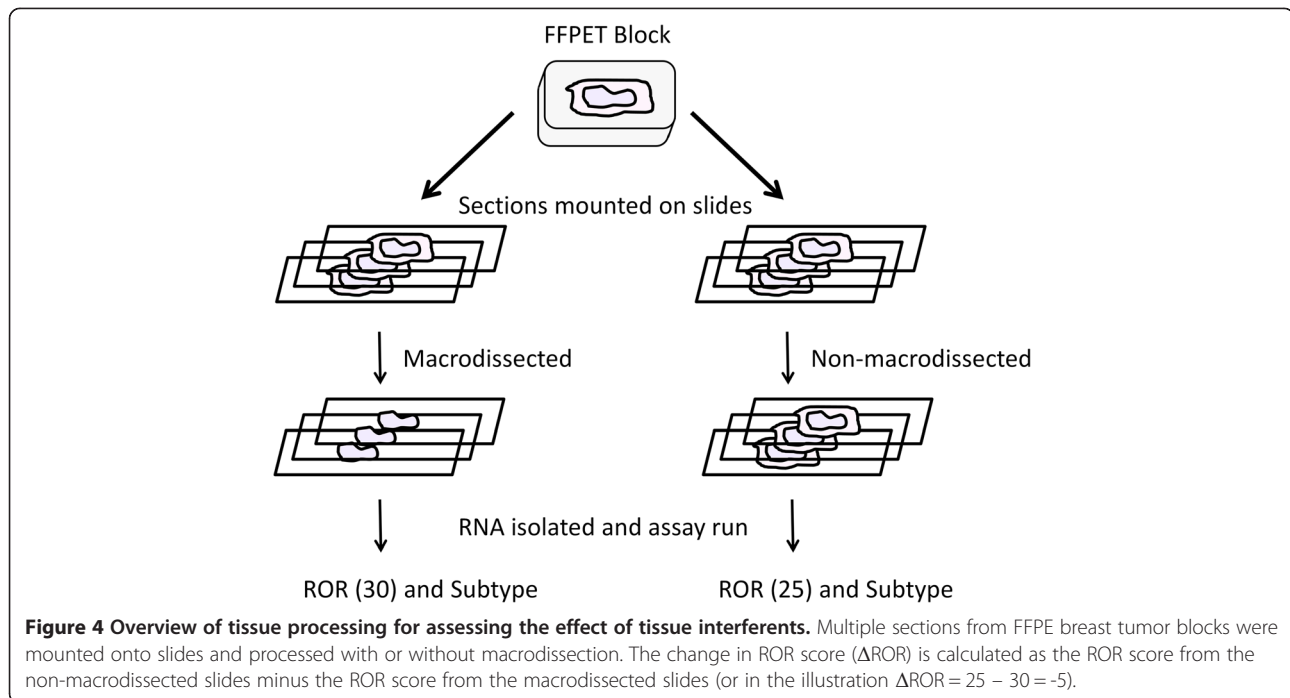 FFPET Block
Sections mounted on slides
Macrodissected
Non-macrodissected
RNA isolated and assay run
ROR (30) and Subtype
ROR (25) and Subtype
Figure 4 Overview of tissue processing for assessing the effect of tissue interferents. Multiple sections from FFPE breast tumor blocks were
mounted onto slides and processed with or without macrodissection. The change in ROR score (ΔROR) is calculated as the ROR score from the
non-macrodissected slides minus the ROR score from the macrodissected slides (or in the illustration ΔROR = 25 – 30 = -5).